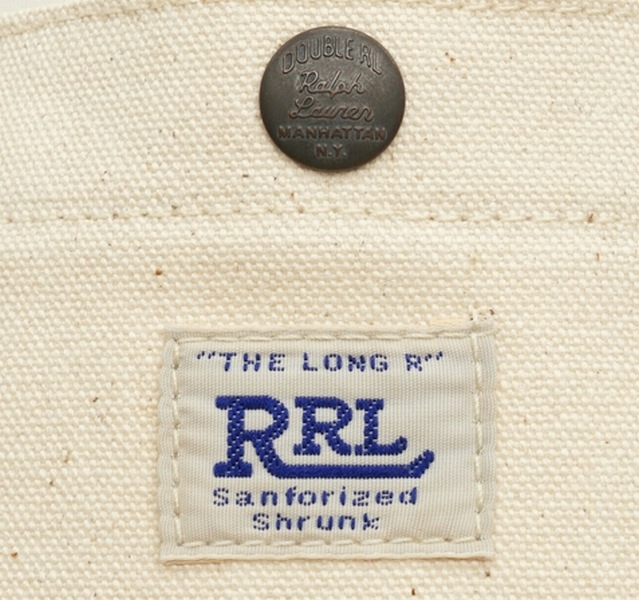 DOUBLE RL
Ralph
Lauren
MANHATTAN
N.Y.
"THE LONG R"
RRL
Sanforized
Shrunk